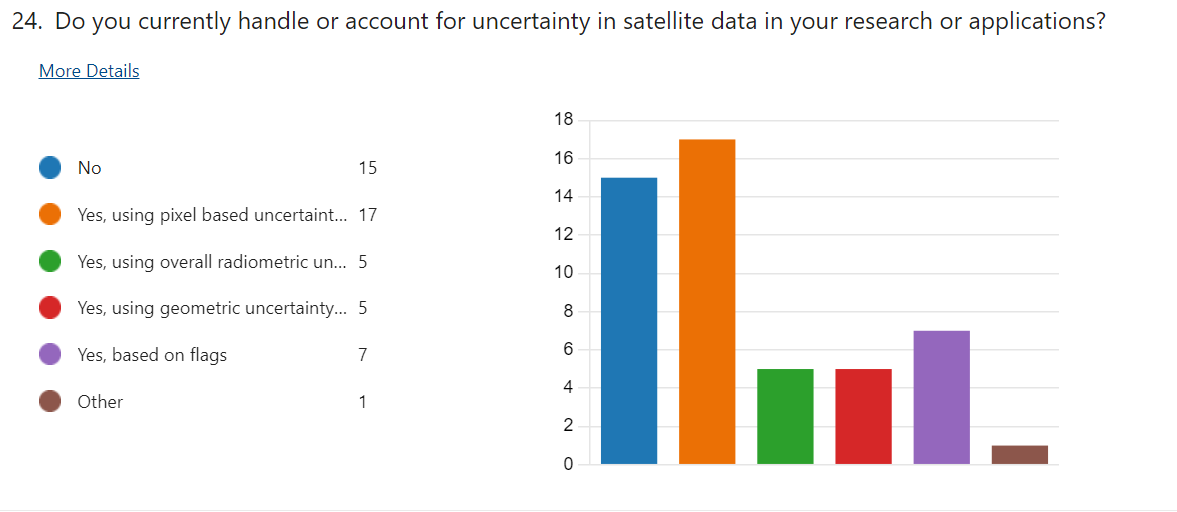 24. Do you currently handle or account for uncertainty in satellite data in your research or applications?
More Details
No 15
Yes, using pixel based uncertaint... 17
Yes, using overall radiometric un... 5
Yes, using geometric uncertainty... 5
Yes, based on flags 7
Other 1
18
16
14
12
10
8
6
4
2
0